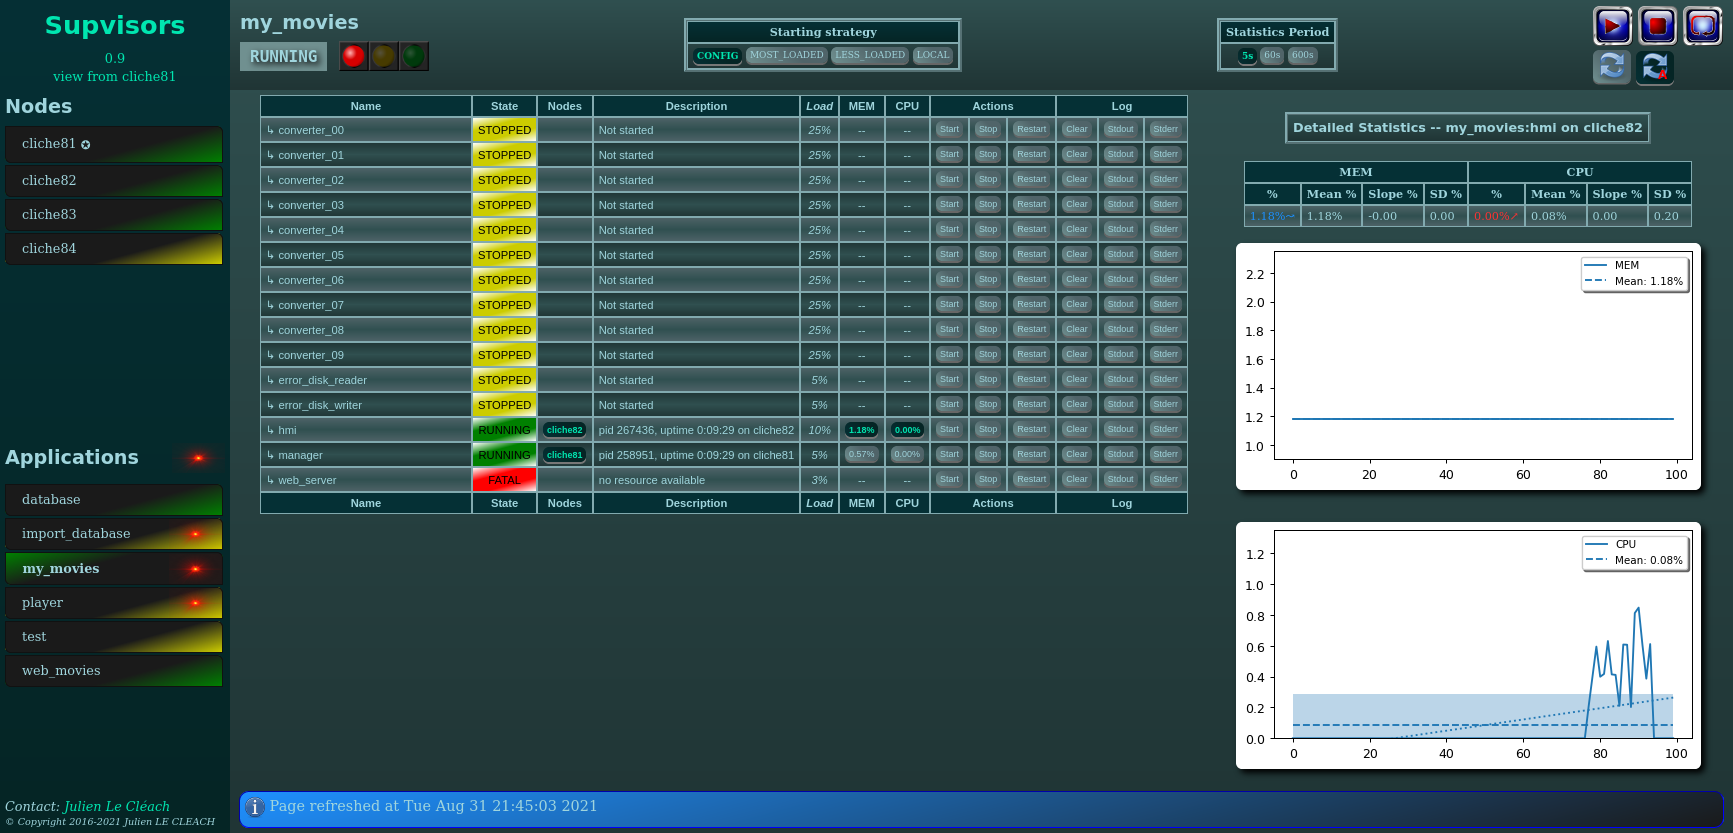 Supvisors
0.9
view from cliche81
Nodes
cliche81 ✪
cliche82
cliche83
cliche84
Applications
database
import_database
my_movies
player
test
web_movies
Contact: Julien Le Cléach
© Copyright 2016-2021 Julien LE CLEACH
my_movies
RUNNING
Starting strategy
CONFIG MOST_LOADED LESS_LOADED LOCAL
Statistics Period
5s 60s 600s
Name State Nodes Description Load MEM CPU Actions Log
↳ converter_00 STOPPED Not started 25% -- -- Start Stop Restart Clear Stdout Stderr
↳ converter_01 STOPPED Not started 25% -- -- Start Stop Restart Clear Stdout Stderr
↳ converter_02 STOPPED Not started 25% -- -- Start Stop Restart Clear Stdout Stderr
↳ converter_03 STOPPED Not started 25% -- -- Start Stop Restart Clear Stdout Stderr
↳ converter_04 STOPPED Not started 25% -- -- Start Stop Restart Clear Stdout Stderr
↳ converter_05 STOPPED Not started 25% -- -- Start Stop Restart Clear Stdout Stderr
↳ converter_06 STOPPED Not started 25% -- -- Start Stop Restart Clear Stdout Stderr
↳ converter_07 STOPPED Not started 25% -- -- Start Stop Restart Clear Stdout Stderr
↳ converter_08 STOPPED Not started 25% -- -- Start Stop Restart Clear Stdout Stderr
↳ converter_09 STOPPED Not started 25% -- -- Start Stop Restart Clear Stdout Stderr
↳ error_disk_reader STOPPED Not started 5% -- -- Start Stop Restart Clear Stdout Stderr
↳ error_disk_writer STOPPED Not started 5% -- -- Start Stop Restart Clear Stdout Stderr
↳ hmi RUNNING cliche82 pid 267436, uptime 0:09:29 on cliche82 10% 1.18% 0.00% Start Stop Restart Clear Stdout Stderr
↳ manager RUNNING cliche81 pid 258951, uptime 0:09:29 on cliche81 5% 0.57% 0.00% Start Stop Restart Clear Stdout Stderr
↳ web_server FATAL no resource available 3% -- -- Start Stop Restart Clear Stdout Stderr
Name State Nodes Description Load MEM CPU Actions Log
Detailed Statistics -- my_movies:hmi on cliche82
MEM CPU
% Mean % Slope % SD % % Mean % Slope % SD %
1.18%~ 1.18% -0.00 0.00 0.00%↗ 0.08% 0.00 0.20
MEM
Mean: 1.18%
2.2
2.0
1.8
1.6
1.4
1.2
1.0
0 20 40 60 80 100
CPU
Mean: 0.08%
1.2
1.0
0.8
0.6
0.4
0.2
0.0
0 20 40 60 80 100
Page refreshed at Tue Aug 31 21:45:03 2021